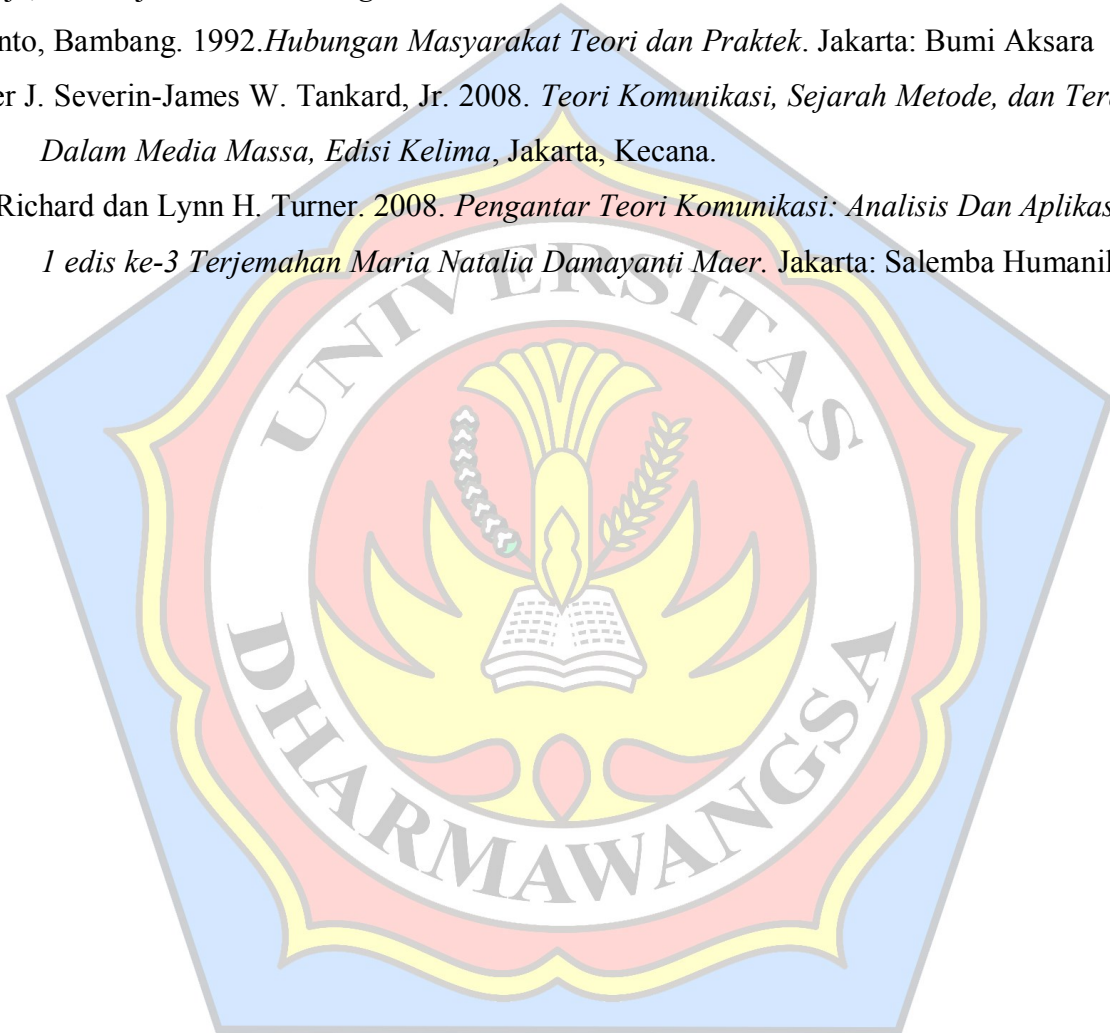 nto, Bambang. 1992.Hubungan Masyarakat Teori dan Praktek. Jakarta: Bumi Aksara
er J. Severin-James W. Tankard, Jr. 2008. Teori Komunikasi, Sejarah Metode, dan Ter
Dalam Media Massa, Edisi Kelima, Jakarta, Kecana.
Richard dan Lynn H. Turner. 2008. Pengantar Teori Komunikasi: Analisis Dan Aplikas
1 edis ke-3 Terjemahan Maria Natalia Damayanti Maer. Jakarta: Salemba Humanik
UNIVERSITAS
DHARMAWANGSA